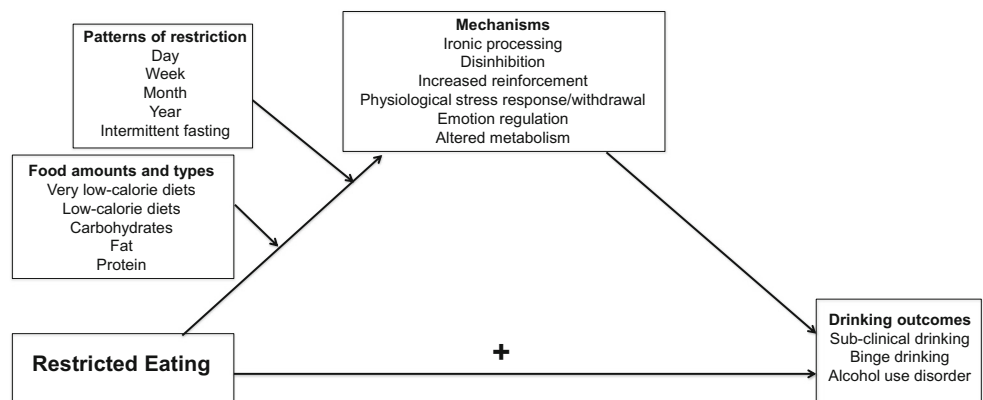 Patterns of restriction
Day
Week
Month
Year
Intermittent fasting
Mechanisms
Ironic processing
Disinhibition
Increased reinforcement
Physiological stress response/withdrawal
Emotion regulation
Altered metabolism
Food amounts and types
Very low-calorie diets
Low-calorie diets
Carbohydrates
Fat
Protein
Restricted Eating
+
Drinking outcomes
Sub-clinical drinking
Binge drinking
Alcohol use disorder